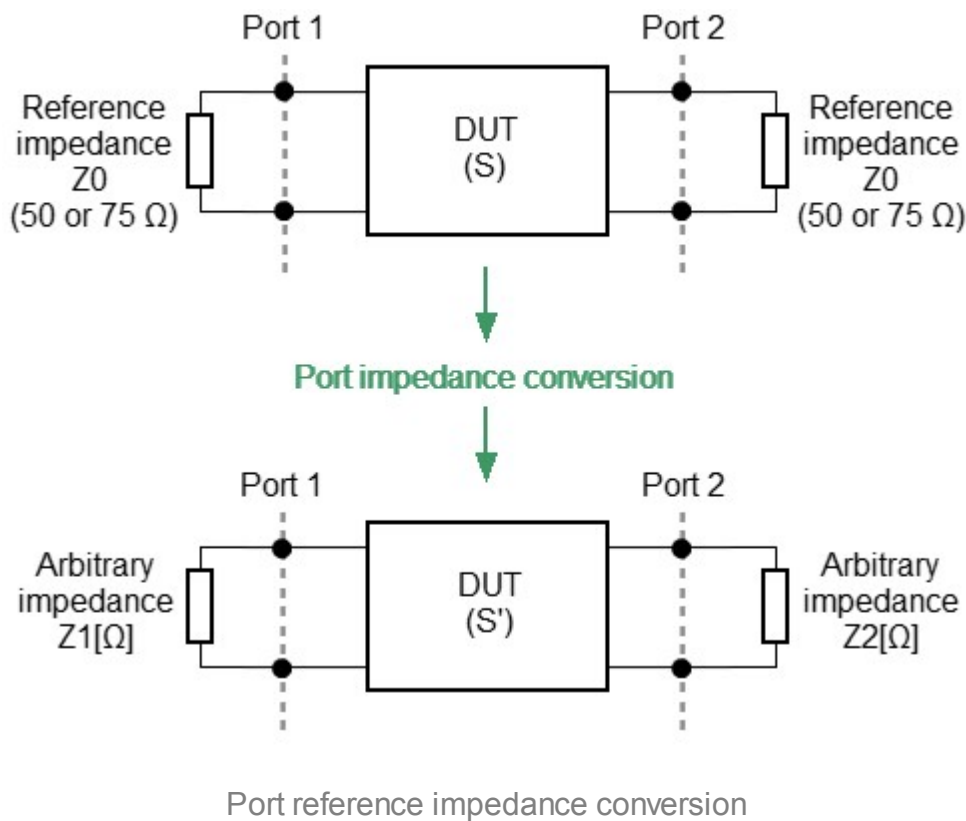 Port 1
Port 2
Reference
impedance
Z0
(50 or 75 Ω)
DUT
(S)
Reference
impedance
Z0
(50 or 75 Ω)
Port impedance conversion
Port 1
Port 2
Arbitrary
impedance
Z1[Ω]
DUT
(S')
Arbitrary
impedance
Z2[Ω]
Port reference impedance conversion